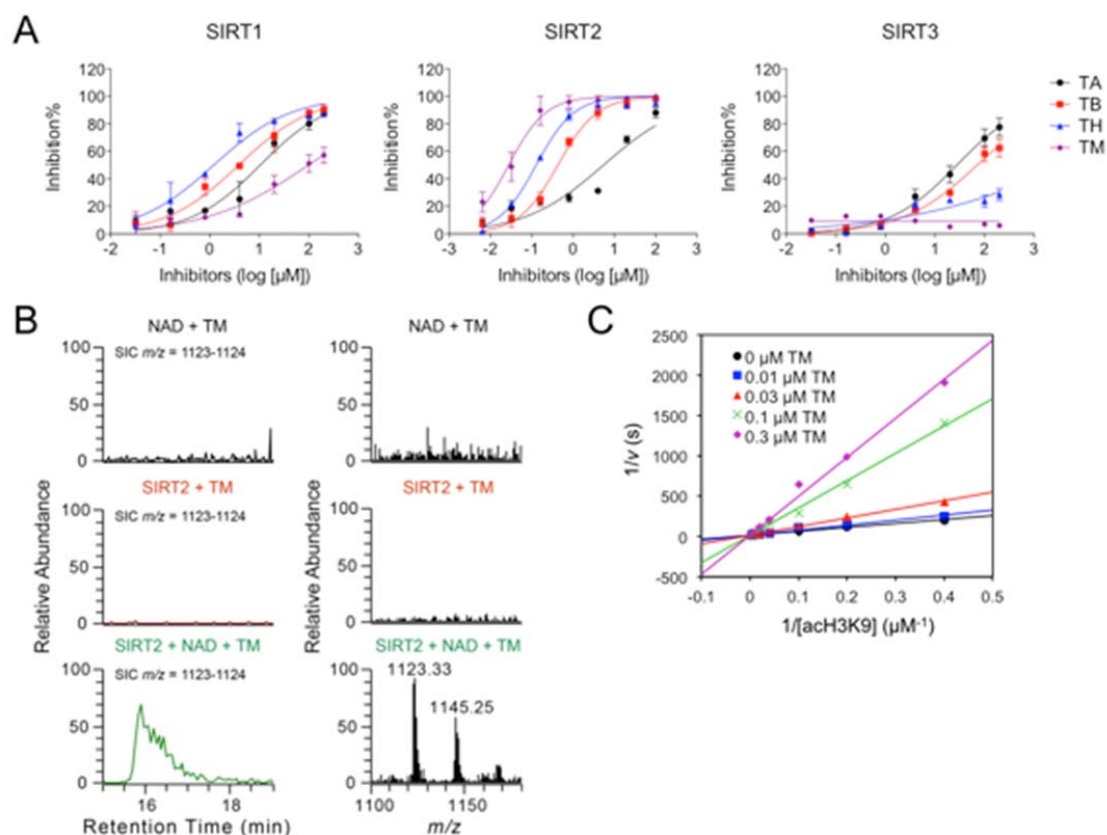 A
SIRT1
SIRT2
SIRT3
Inhibition%
120
100
80
60
40
20
0
-2 -1 0 1 2 3
Inhibitors (log [µM])
Inhibition%
120
100
80
60
40
20
0
-3 -2 -1 0 1 2 3
Inhibitors (log [µM])
Inhibition%
120
100
80
60
40
20
0
-2 -1 0 1 2 3
Inhibitors (log [µM])
TA
TB
TH
TM
B
NAD + TM
SIC m/z = 1123-1124
100
50
0
NAD + TM
100
50
0
SIRT2 + TM
SIC m/z = 1123-1124
100
50
0
SIRT2 + TM
100
50
0
SIRT2 + NAD + TM
SIC m/z = 1123-1124
100
50
0
16 18
Retention Time (min)
SIRT2 + NAD + TM
1123.33
1145.25
100
50
0
1100 1150
m/z
Relative Abundance
Relative Abundance
C
2500
2000
1500
1000
500
0
-500
1/v (s)
0 µM TM
0.01 µM TM
0.03 µM TM
0.1 µM TM
0.3 µM TM
-0.1 0 0.1 0.2 0.3 0.4 0.5
1/[acH3K9] (µM⁻¹)